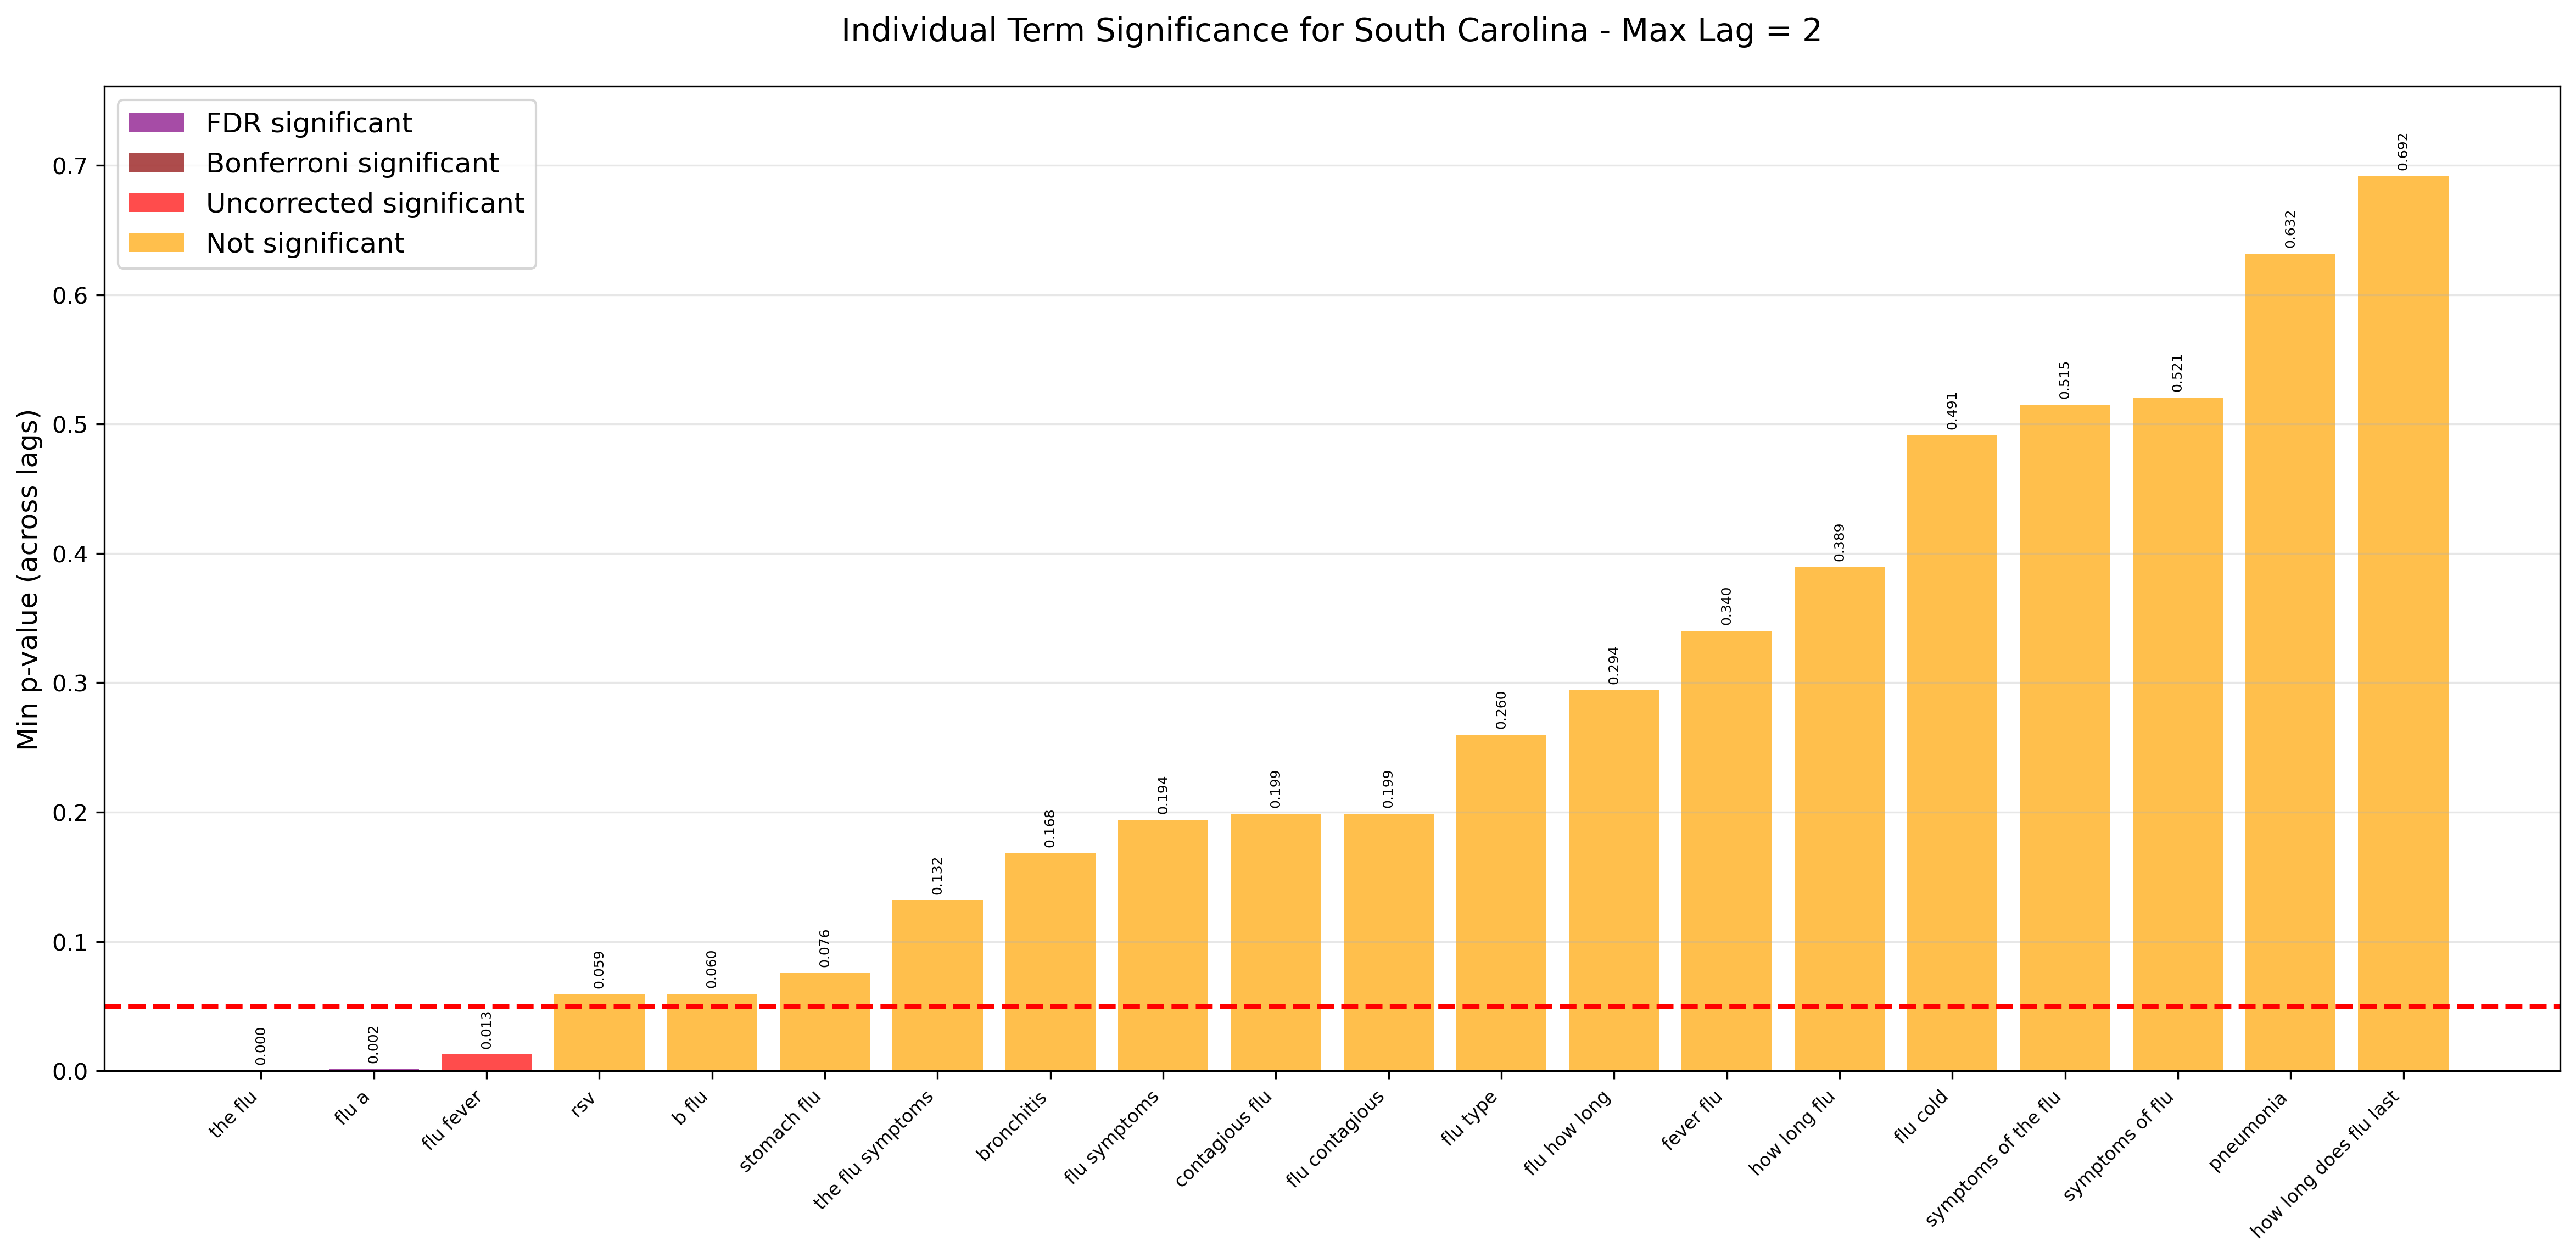 Individual Term Significance for South Carolina - Max Lag = 2
FDR significant
Bonferroni significant
Uncorrected significant
Not significant
Min p-value (across lags)
0.7
0.6
0.5
0.4
0.3
0.2
0.1
0.0
0.000
0.002
0.013
0.059
0.060
0.076
0.132
0.168
0.194
0.199
0.199
0.260
0.294
0.340
0.389
0.491
0.515
0.521
0.632
0.692
the flu
flu a
flu fever
rsv
b flu
stomach flu
the flu symptoms
bronchitis
flu symptoms
contagious flu
flu contagious
flu type
flu how long
fever flu
how long flu
flu cold
symptoms of the flu
symptoms of flu
pneumonia
how long does flu last